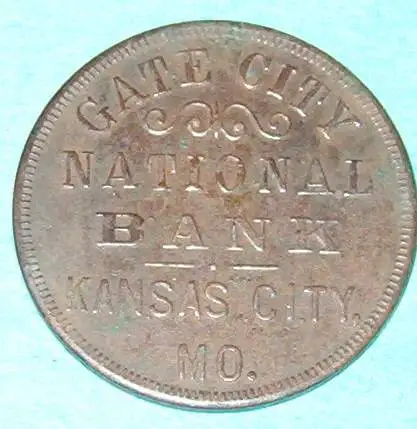 GATE CITY
NATIONAL
BANK
KANSAS CITY,
MO.